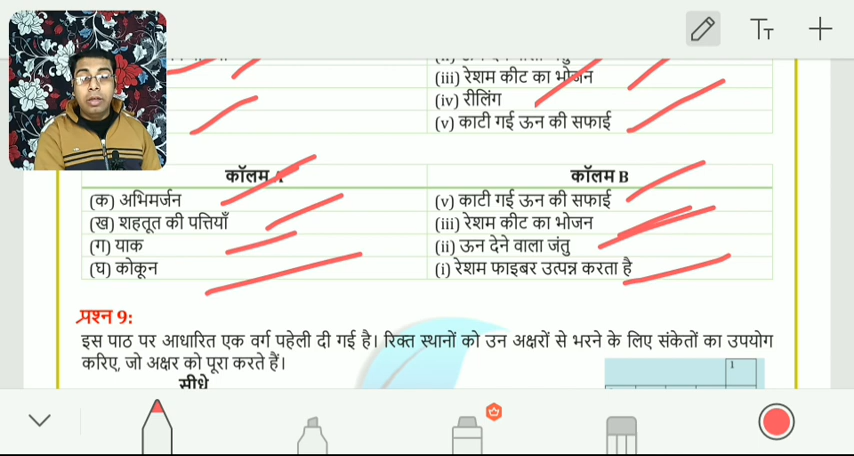 (iii) रेशम कीट का भोजन
(iv) रीलिंग
(v) काटी गई ऊन की सफाई
कॉलम A कॉलम B
(क) अभिमर्जन (v) काटी गई ऊन की सफाई
(ख) शहतूत की पत्तियाँ (iii) रेशम कीट का भोजन
(ग) याक (ii) ऊन देने वाला जंतु
(घ) कोकून (i) रेशम फाइबर उत्पन्न करता है
प्रश्न 9:
इस पाठ पर आधारित एक वर्ग पहेली दी गई है। रिक्त स्थानों को उन अक्षरों से भरने के लिए संकेतों का उपयोग
करिए, जो अक्षर को पूरा करते हैं।
सीधे
1